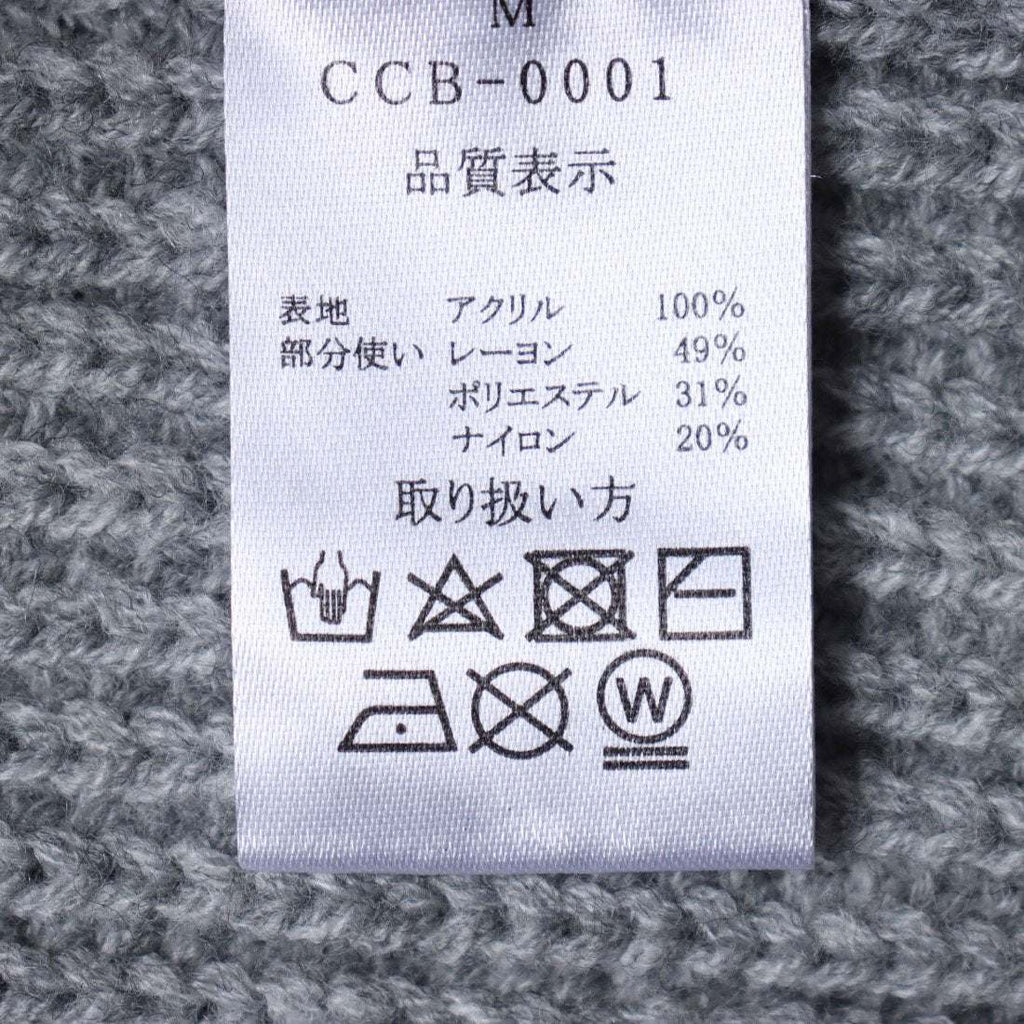 M
CCB-0001
品質表示
表地 アクリル 100%
部分使い レーヨン 49%
ポリエステル 31%
ナイロン 20%
取り扱い方
W